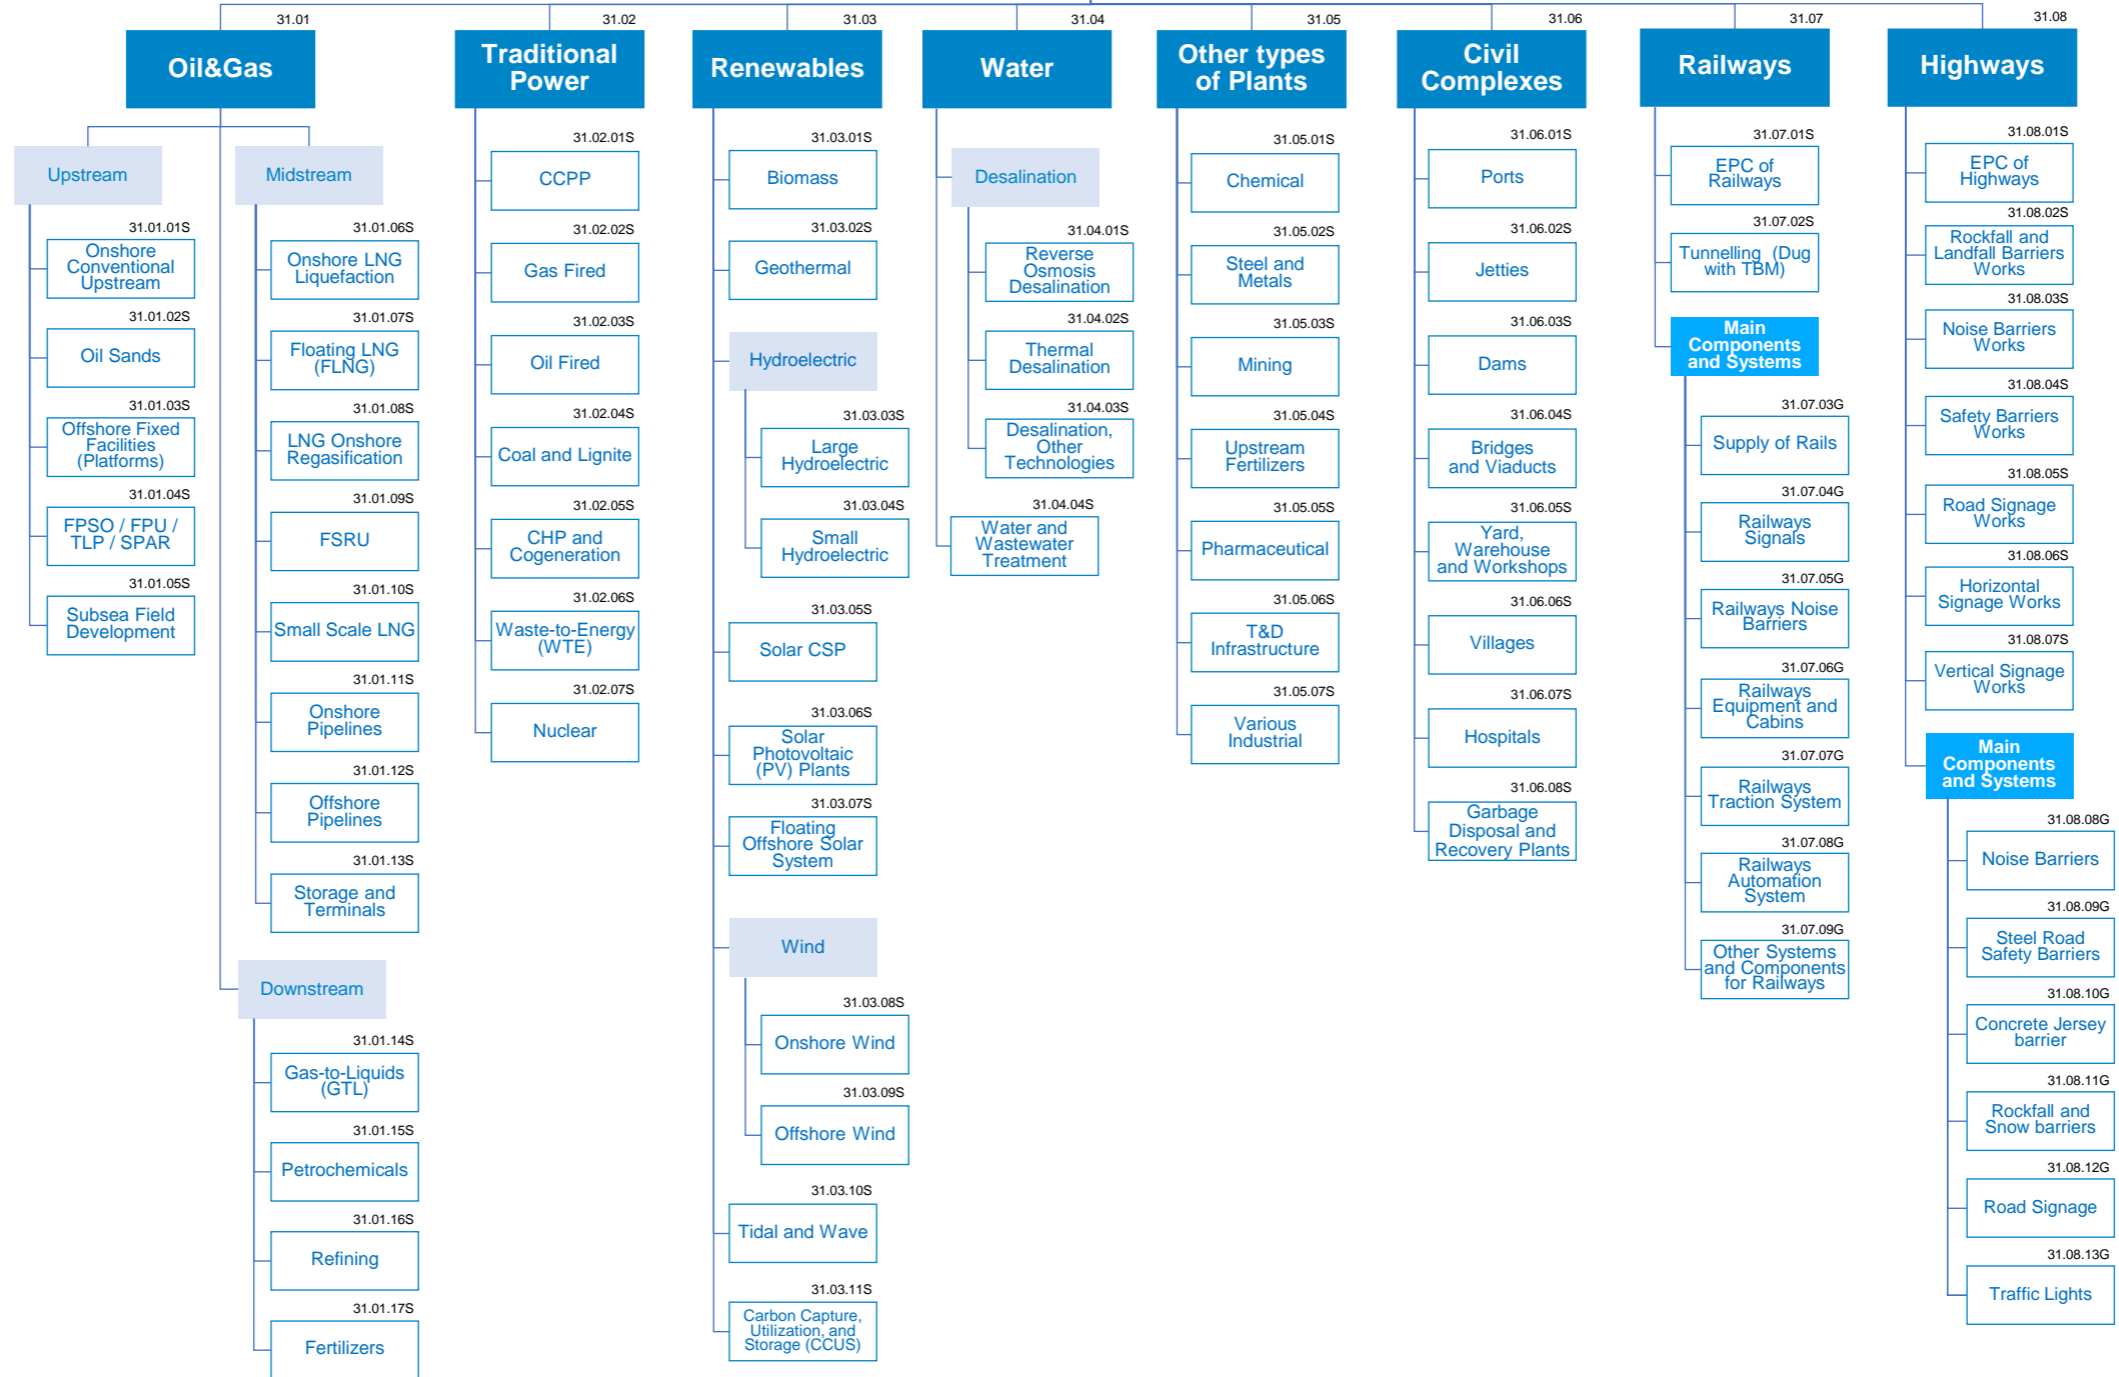 31.01
Oil&Gas
Upstream
31.01.01S
Onshore
Conventional
Upstream
31.01.02S
Oil Sands
31.01.03S
Offshore Fixed
Facilities
(Platforms)
31.01.04S
FPSO / FPU /
TLP / SPAR
31.01.05S
Subsea Field
Development
Midstream
31.01.06S
Onshore LNG
Liquefaction
31.01.07S
Floating LNG
(FLNG)
31.01.08S
LNG Onshore
Regasification
31.01.09S
FSRU
31.01.10S
Small Scale LNG
31.01.11S
Onshore
Pipelines
31.01.12S
Offshore
Pipelines
31.01.13S
Storage and
Terminals
Downstream
31.01.14S
Gas-to-Liquids
(GTL)
31.01.15S
Petrochemicals
31.01.16S
Refining
31.01.17S
Fertilizers
31.02
Traditional
Power
31.02.01S
CCPP
31.02.02S
Gas Fired
31.02.03S
Oil Fired
31.02.04S
Coal and Lignite
31.02.05S
CHP and
Cogeneration
31.02.06S
Waste-to-Energy
(WTE)
31.02.07S
Nuclear
31.03
Renewables
31.03.01S
Biomass
31.03.02S
Geothermal
Hydroelectric
31.03.03S
Large
Hydroelectric
31.03.04S
Small
Hydroelectric
31.03.05S
Solar CSP
31.03.06S
Solar
Photovoltaic
(PV) Plants
31.03.07S
Floating
Offshore Solar
System
Wind
31.03.08S
Onshore Wind
31.03.09S
Offshore Wind
31.03.10S
Tidal and Wave
31.03.11S
Carbon Capture,
Utilization, and
Storage (CCUS)
31.04
Water
Desalination
31.04.01S
Reverse
Osmosis
Desalination
31.04.02S
Thermal
Desalination
31.04.03S
Desalination,
Other
Technologies
31.04.04S
Water and
Wastewater
Treatment
31.05
Other types
of Plants
31.05.01S
Chemical
31.05.02S
Steel and
Metals
31.05.03S
Mining
31.05.04S
Upstream
Fertilizers
31.05.05S
Pharmaceutical
31.05.06S
T&D
Infrastructure
31.05.07S
Various
Industrial
31.06
Civil
Complexes
31.06.01S
Ports
31.06.02S
Jetties
31.06.03S
Dams
31.06.04S
Bridges
and Viaducts
31.06.05S
Yard,
Warehouse
and Workshops
31.06.06S
Villages
31.06.07S
Hospitals
31.06.08S
Garbage
Disposal and
Recovery Plants
31.07
Railways
31.07.01S
EPC of
Railways
31.07.02S
Tunnelling (Dug
with TBM)
Main
Components
and Systems
31.07.03G
Supply of Rails
31.07.04G
Railways
Signals
31.07.05G
Railways Noise
Barriers
31.07.06G
Railways
Equipment and
Cabins
31.07.07G
Railways
Traction System
31.07.08G
Railways
Automation
System
31.07.09G
Other Systems
and Components
for Railways
31.08
Highways
31.08.01S
EPC of
Highways
31.08.02S
Rockfall and
Landfall Barriers
Works
31.08.03S
Noise Barriers
Works
31.08.04S
Safety Barriers
Works
31.08.05S
Road Signage
Works
31.08.06S
Horizontal
Signage Works
31.08.07S
Vertical Signage
Works
Main
Components
and Systems
31.08.08G
Noise Barriers
31.08.09G
Steel Road
Safety Barriers
31.08.10G
Concrete Jersey
barrier
31.08.11G
Rockfall and
Snow barriers
31.08.12G
Road Signage
31.08.13G
Traffic Lights